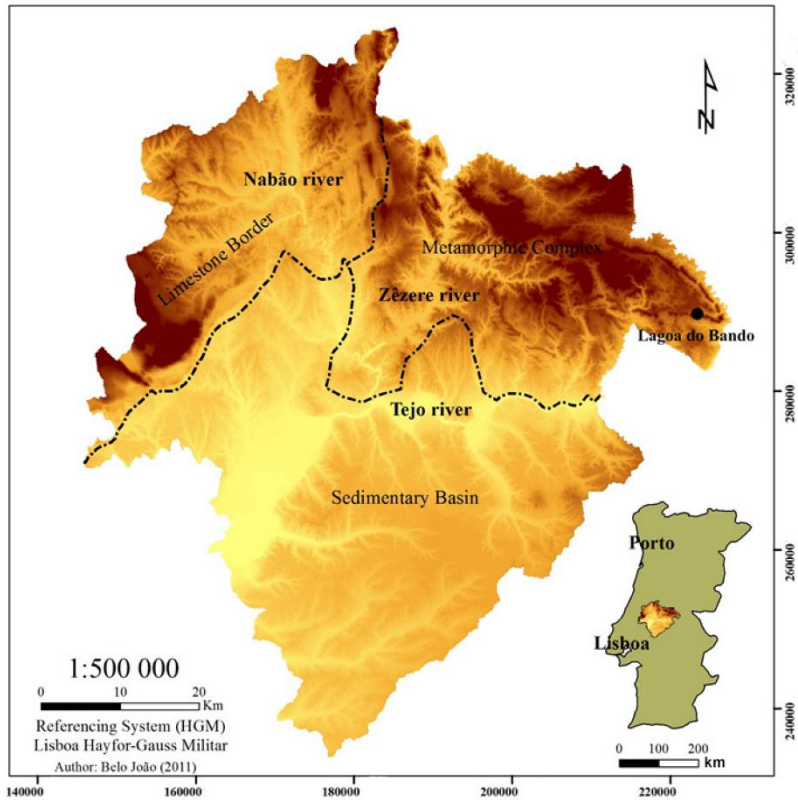 N
320000
Nabão river
Limestone Border
300000
Metamorphic Complex
Zêzere river
Lagoa do Bando
280000
Tejo river
Sedimentary Basin
Porto
260000
Lisboa
1:500 000
0 10 20
Km
Referencing System (HGM)
Lisboa Hayfor-Gauss Militar
Author: Belo João (2011)
240000
0 100 200
km
140000 160000 180000 200000 220000